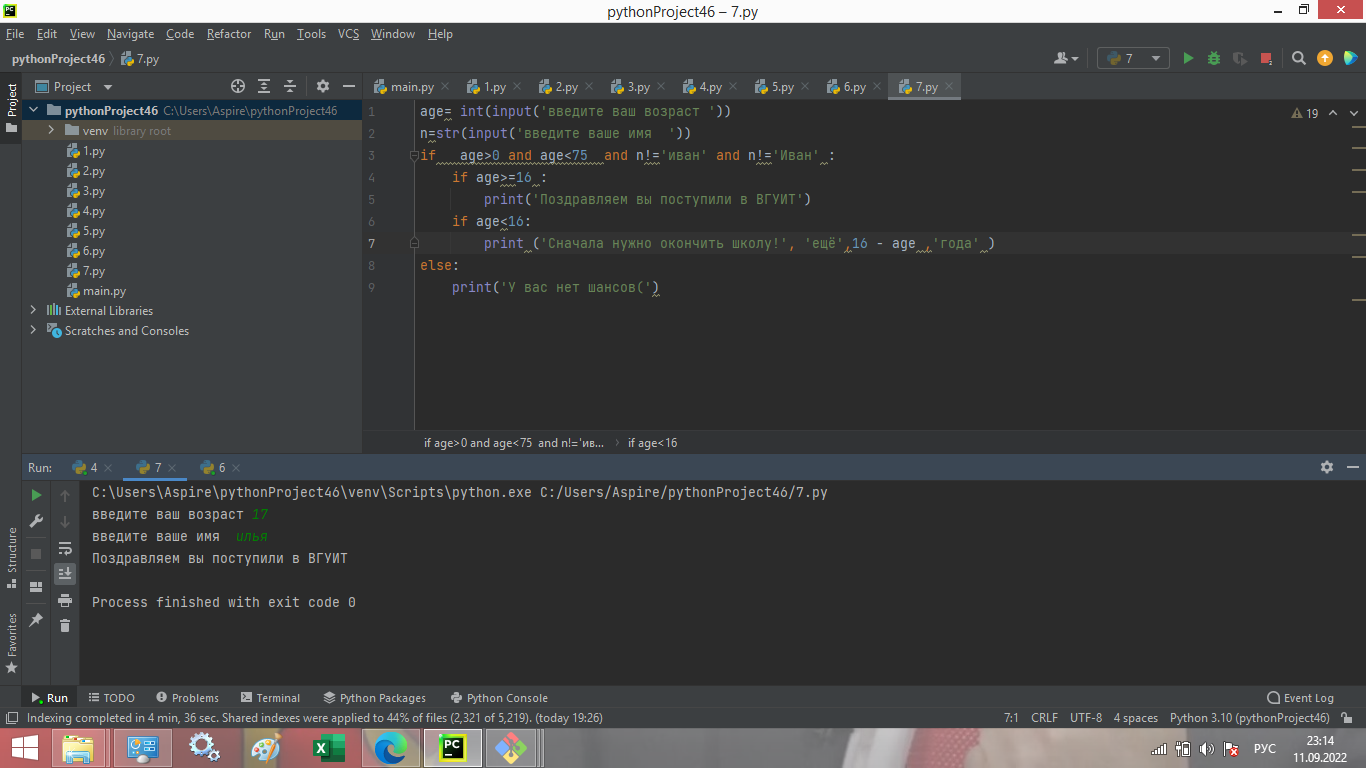 pythonProject46 – 7.py
File Edit View Navigate Code Refactor Run Tools VCS Window Help
pythonProject46 7.py
7
Project
Project
main.py 1.py 2.py 3.py 4.py 5.py 6.py 7.py
pythonProject46 C:\Users\Aspire\pythonProject46
venv library root
1.py
2.py
3.py
4.py
5.py
6.py
7.py
main.py
External Libraries
Scratches and Consoles
19
1 age= int(input('введите ваш возраст '))
2 n=str(input('введите ваше имя  '))
3 if   age>0 and age<75  and n!='иван' and n!='Иван' :
4     if age>=16 :
5         print('Поздравляем вы поступили в ВГУИТ')
6     if age<16:
7         print ('Сначала нужно окончить школу!', 'ещё',16 - age ,'года' )
8 else:
9     print('У вас нет шансов(')
if age>0 and age<75 and n!='ив... if age<16
Run: 4 7 6
C:\Users\Aspire\pythonProject46\venv\Scripts\python.exe C:/Users/Aspire/pythonProject46/7.py
введите ваш возраст 17
введите ваше имя  илья
Поздравляем вы поступили в ВГУИТ
Process finished with exit code 0
Structure
Favorites
Run TODO Problems Terminal Python Packages Python Console Event Log
Indexing completed in 4 min, 36 sec. Shared indexes were applied to 44% of files (2,321 of 5,219). (today 19:26) 7:1 CRLF UTF-8 4 spaces Python 3.10 (pythonProject46)
PC
РУС
23:14
11.09.2022